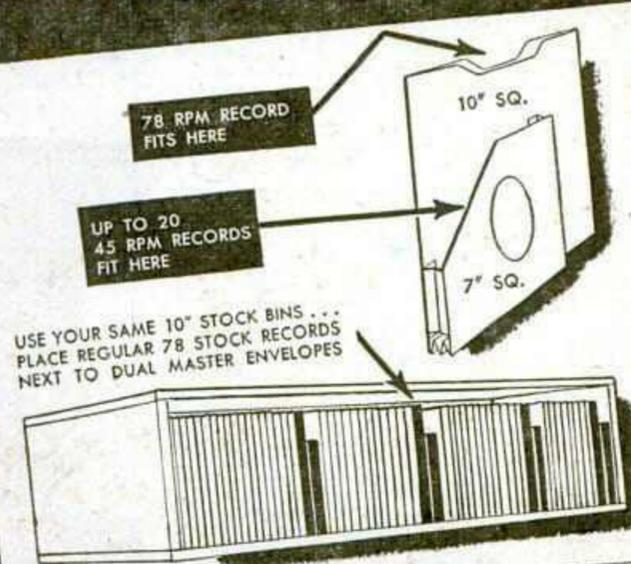 78 RPM RECORD
FITS HERE
10" SQ.
UP TO 20
45 RPM RECORDS
FIT HERE
7" SQ.
USE YOUR SAME 10" STOCK BINS . . .
PLACE REGULAR 78 STOCK RECORDS
NEXT TO DUAL MASTER ENVELOPES